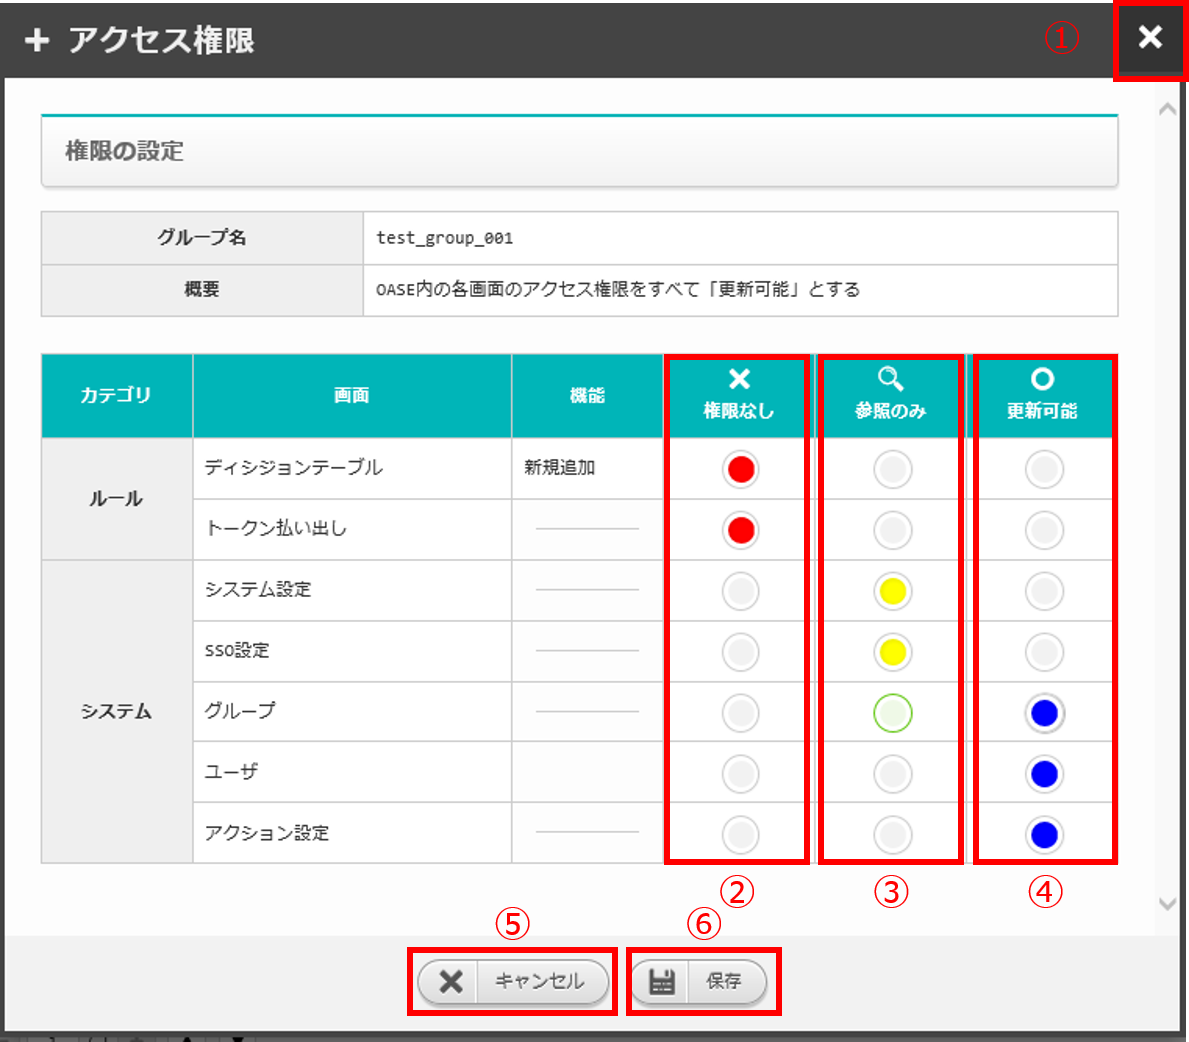 アクセス権限
①
権限の設定
グループ名 test_group_001
概要 OASE内の各画面のアクセス権限をすべて「更新可能」とする
カテゴリ 画面 機能 権限なし 参照のみ 更新可能
ルール
ディシジョンテーブル 新規追加
トークン払い出し
システム
システム設定
SSO設定
グループ
ユーザ
アクション設定
② ③ ④
⑤ ⑥
キャンセル 保存